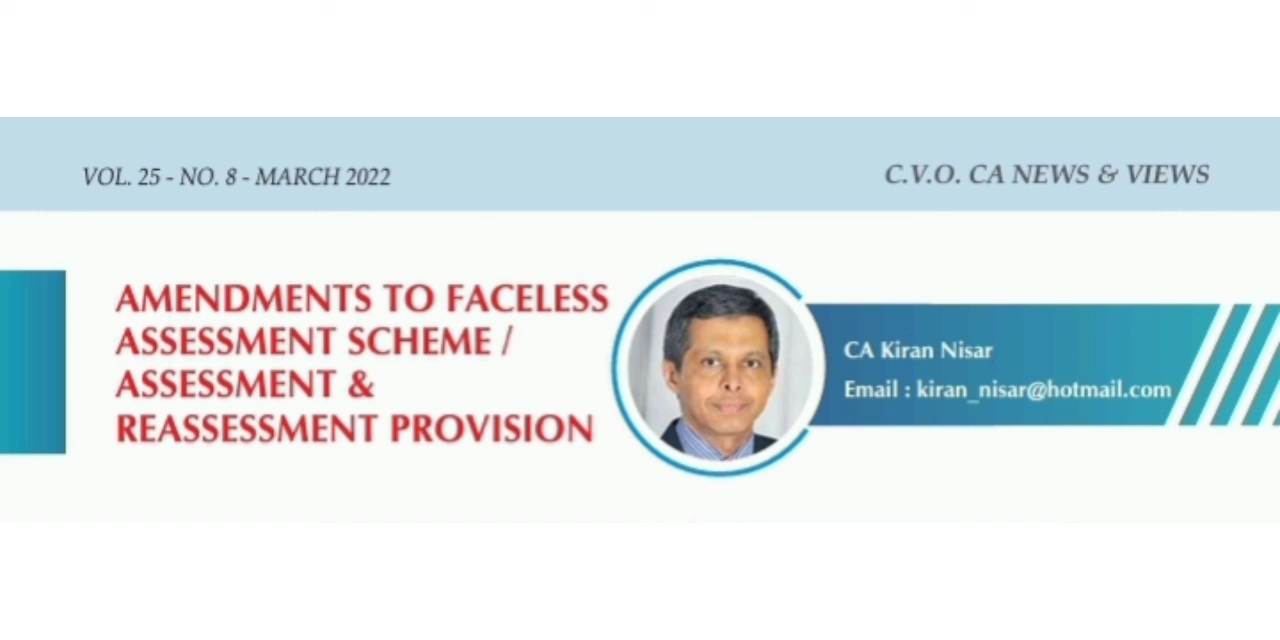 VOL. 25 - NO. 8 - MARCH 2022
C.V.O. CA NEWS & VIEWS
AMENDMENTS TO FACELESS
ASSESSMENT SCHEME /
ASSESSMENT &
REASSESSMENT PROVISION
CA Kiran Nisar
Email : kiran_nisar@hotmail.com